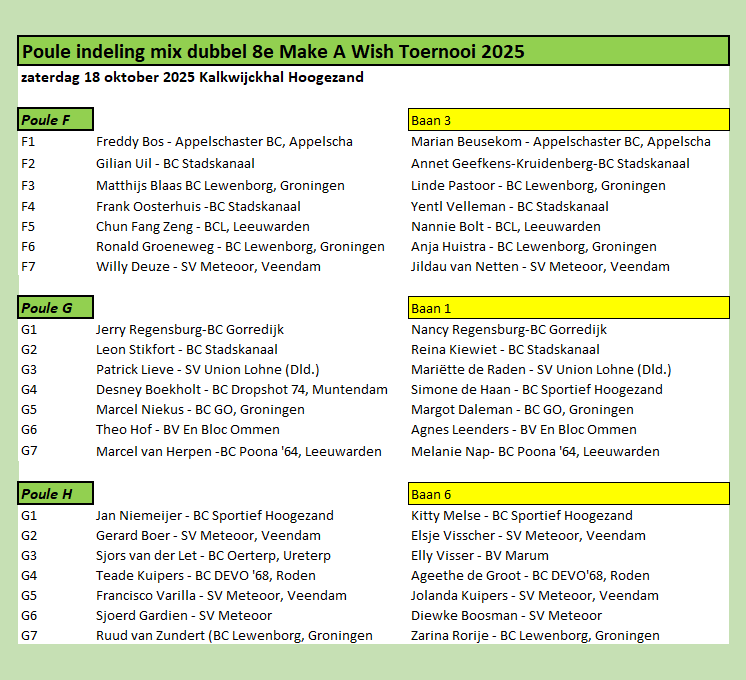 Poule indeling mix dubbel 8e Make A Wish Toernooi 2025
zaterdag 18 oktober 2025 Kalkwijckhal Hoogezand
Poule F Baan 3
F1 Freddy Bos - Appelschaster BC, Appelscha Marian Beusekom - Appelschaster BC, Appelscha
F2 Gilian Uil - BC Stadskanaal Annet Geefkens-Kruidenberg-BC Stadskanaal
F3 Matthijs Blaas BC Lewenborg, Groningen Linde Pastoor - BC Lewenborg, Groningen
F4 Frank Oosterhuis -BC Stadskanaal Yentl Velleman - BC Stadskanaal
F5 Chun Fang Zeng - BCL, Leeuwarden Nannie Bolt - BCL, Leeuwarden
F6 Ronald Groeneweg - BC Lewenborg, Groningen Anja Huistra - BC Lewenborg, Groningen
F7 Willy Deuze - SV Meteoor, Veendam Jildau van Netten - SV Meteoor, Veendam
Poule G Baan 1
G1 Jerry Regensburg-BC Gorredijk Nancy Regensburg-BC Gorredijk
G2 Leon Stikfort - BC Stadskanaal Reina Kiewiet - BC Stadskanaal
G3 Patrick Lieve - SV Union Lohne (Dld.) Mariëtte de Raden - SV Union Lohne (Dld.)
G4 Desney Boekholt - BC Dropshot 74, Muntendam Simone de Haan - BC Sportief Hoogezand
G5 Marcel Niekus - BC GO, Groningen Margot Daleman - BC GO, Groningen
G6 Theo Hof - BV En Bloc Ommen Agnes Leenders - BV En Bloc Ommen
G7 Marcel van Herpen -BC Poona '64, Leeuwarden Melanie Nap- BC Poona '64, Leeuwarden
Poule H Baan 6
G1 Jan Niemeijer - BC Sportief Hoogezand Kitty Melse - BC Sportief Hoogezand
G2 Gerard Boer - SV Meteoor, Veendam Elsje Visscher - SV Meteoor, Veendam
G3 Sjors van der Let - BC Oerterp, Ureterp Elly Visser - BV Marum
G4 Teade Kuipers - BC DEVO '68, Roden Ageethe de Groot - BC DEVO'68, Roden
G5 Francisco Varilla - SV Meteoor, Veendam Jolanda Kuipers - SV Meteoor, Veendam
G6 Sjoerd Gardien - SV Meteoor Diewke Boosman - SV Meteoor
G7 Ruud van Zundert (BC Lewenborg, Groningen Zarina Rorije - BC Lewenborg, Groningen